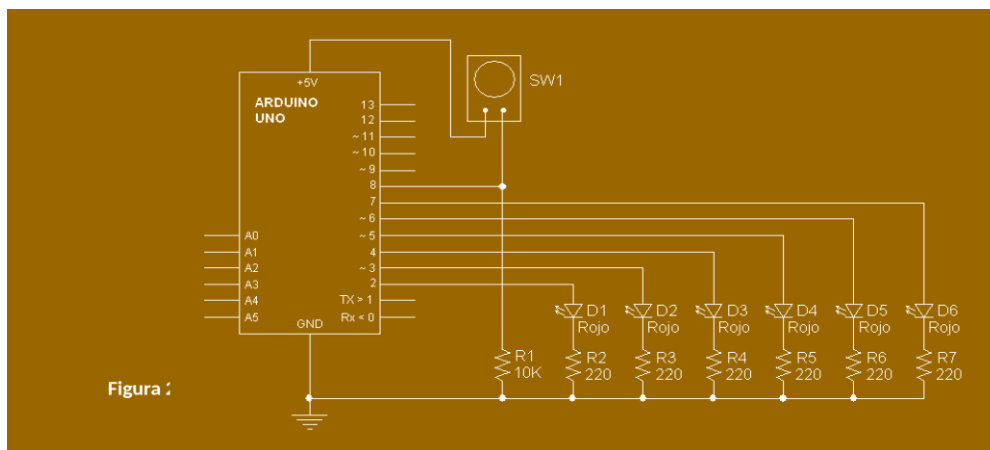 +5V
ARDUINO
UNO
SW1
13
12
~ 11
~ 10
~ 9
8
7
~ 6
~ 5
4
~ 3
2
TX > 1
Rx < 0
A0
A1
A2
A3
A4
A5
GND
D1
Rojo
D2
Rojo
D3
Rojo
D4
Rojo
D5
Rojo
D6
Rojo
R1
10K
R2
220
R3
220
R4
220
R5
220
R6
220
R7
220
Figura